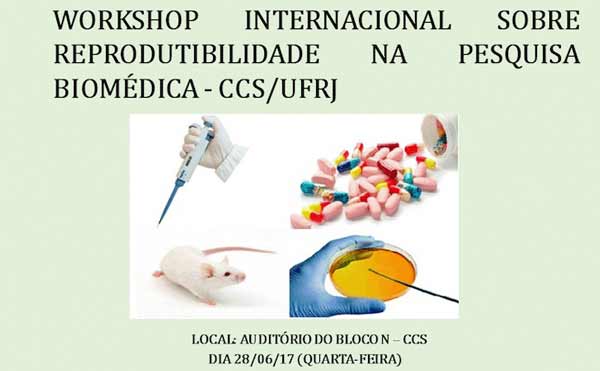 WORKSHOP INTERNACIONAL SOBRE
REPRODUTIBILIDADE NA PESQUISA
BIOMÉDICA - CCS/UFRJ
LOCAL: AUDITÓRIO DO BLOCO N – CCS
DIA 28/06/17 (QUARTA-FEIRA)